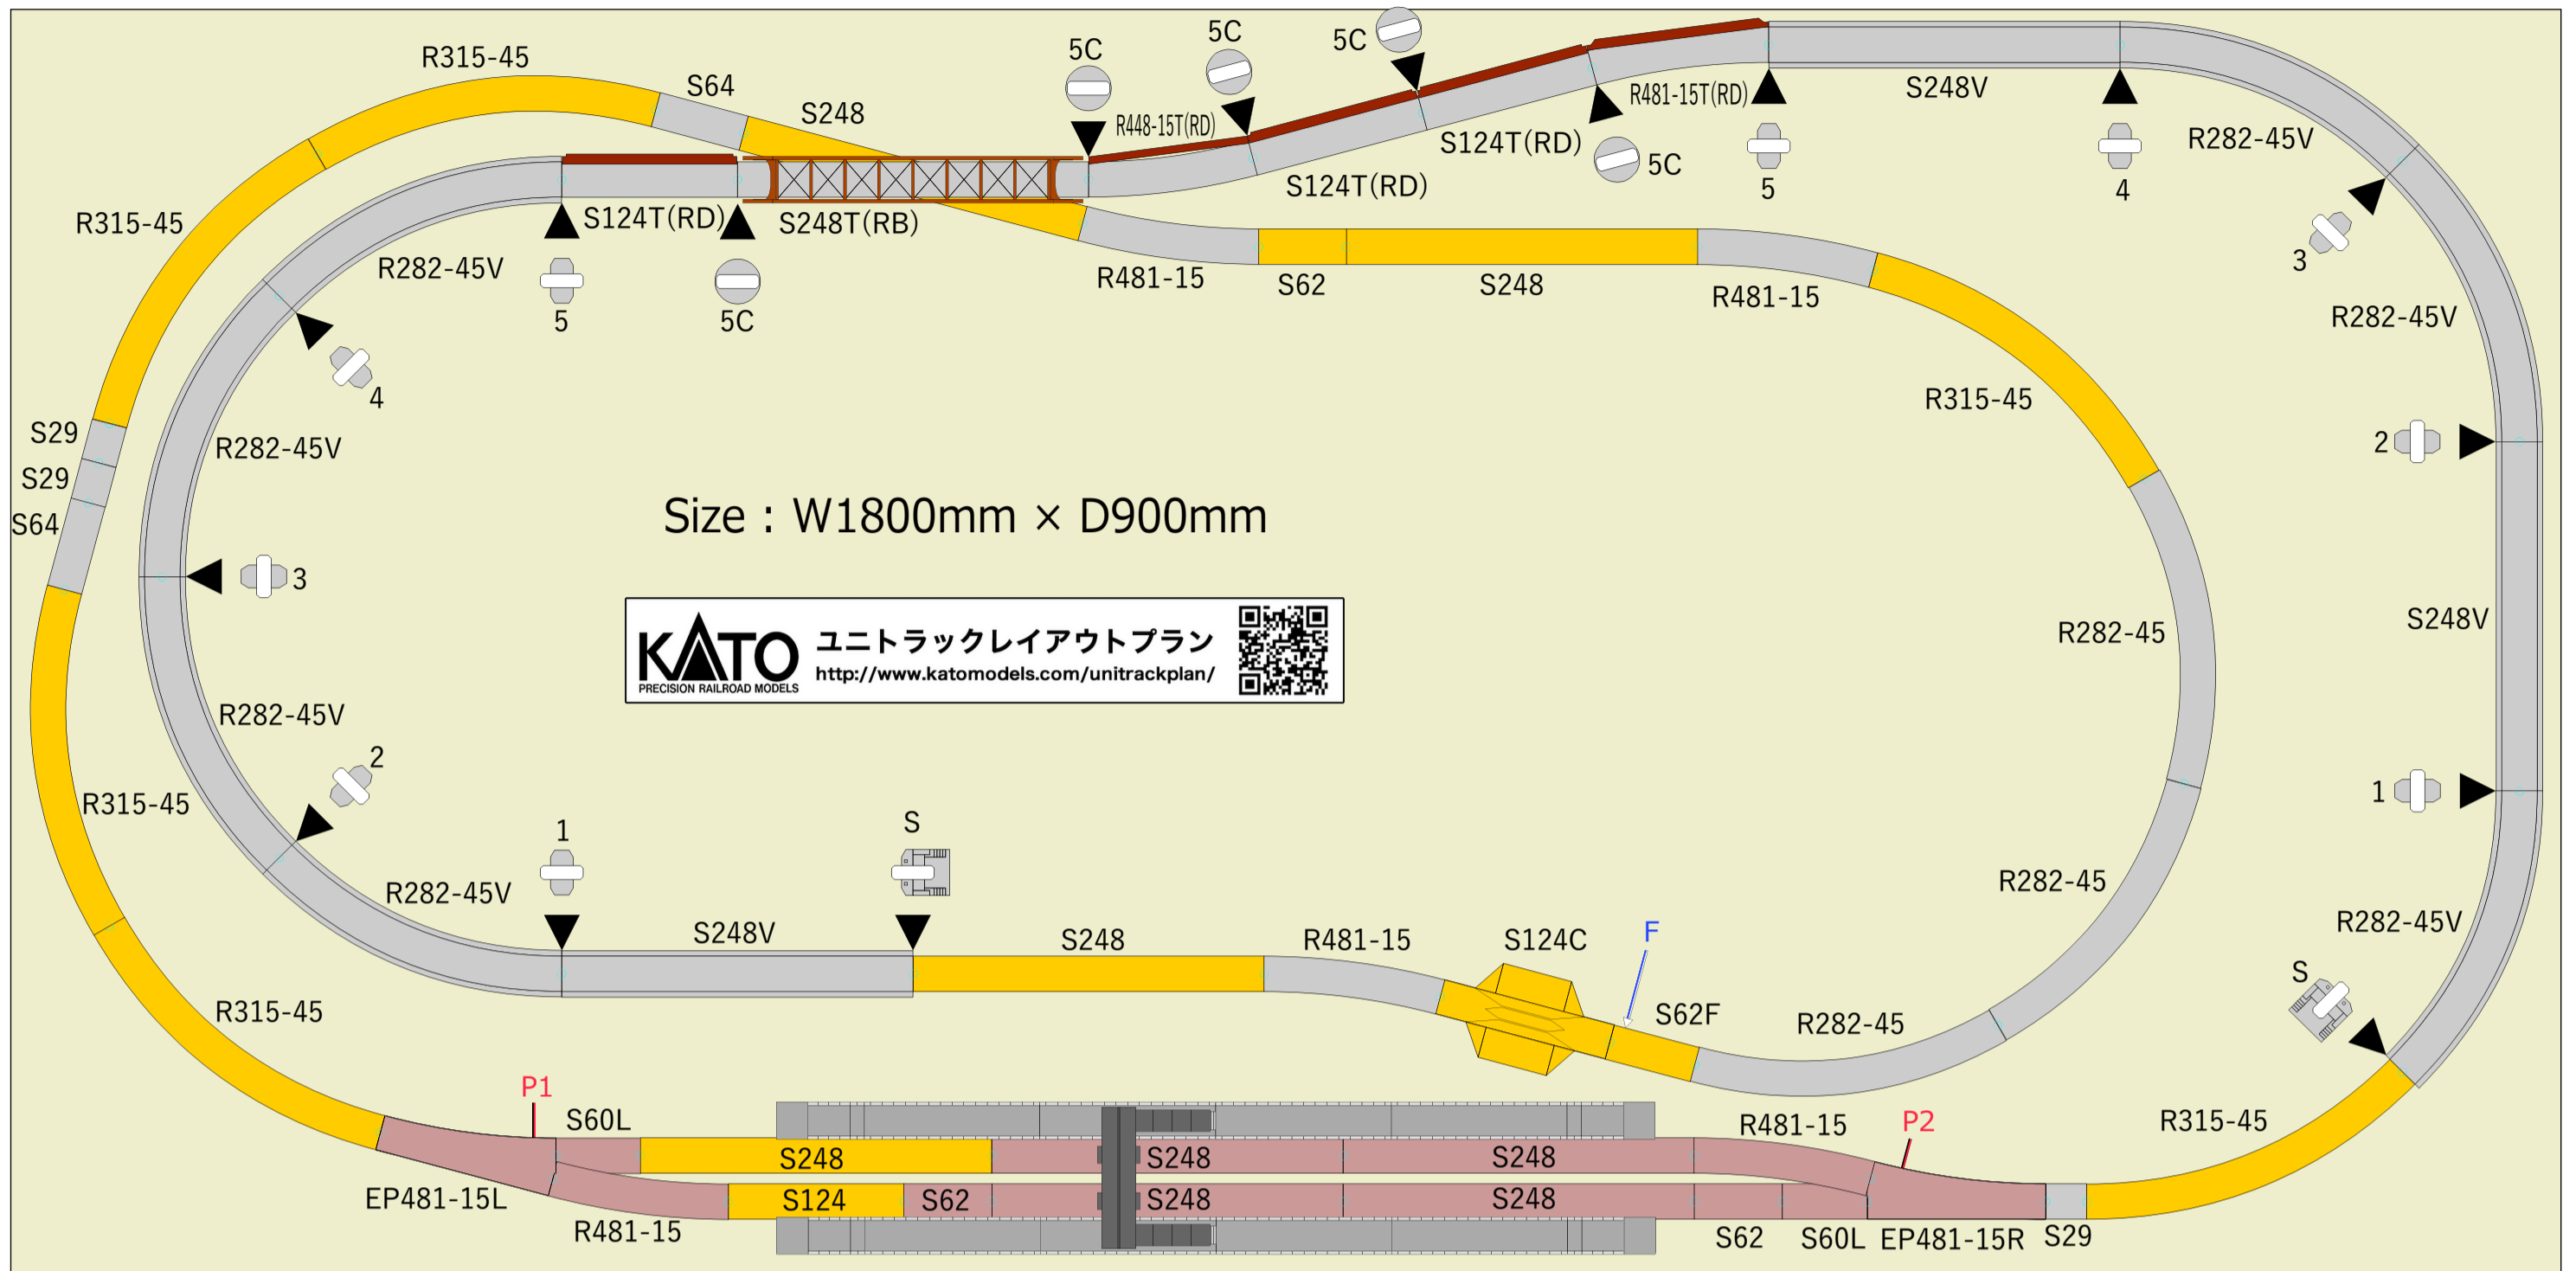 R315-45
S64
S248
5C
5C
5C
R448-15T(RD)
R481-15T(RD)
S248V
R282-45V
S124T(RD)
5C
S124T(RD)
5
4
R315-45
S124T(RD)
S248T(RB)
R282-45V
5
5C
R481-15
S62
S248
R481-15
3
R282-45V
4
R315-45
S29
S29
S64
R282-45V
2
Size : W1800mm × D900mm
3
KATO
PRECISION RAILROAD MODELS
ユニトラックレイアウトプラン
http://www.katomodels.com/unitrackplan/
R282-45
S248V
R282-45V
2
R315-45
1
S
1
R282-45V
S248V
S248
R481-15
S124C
F
S62F
R282-45
R282-45
R282-45V
S
R315-45
P1
S60L
S248
S248
S248
R481-15
P2
R315-45
EP481-15L
R481-15
S124
S62
S248
S248
S62
S60L
EP481-15R
S29